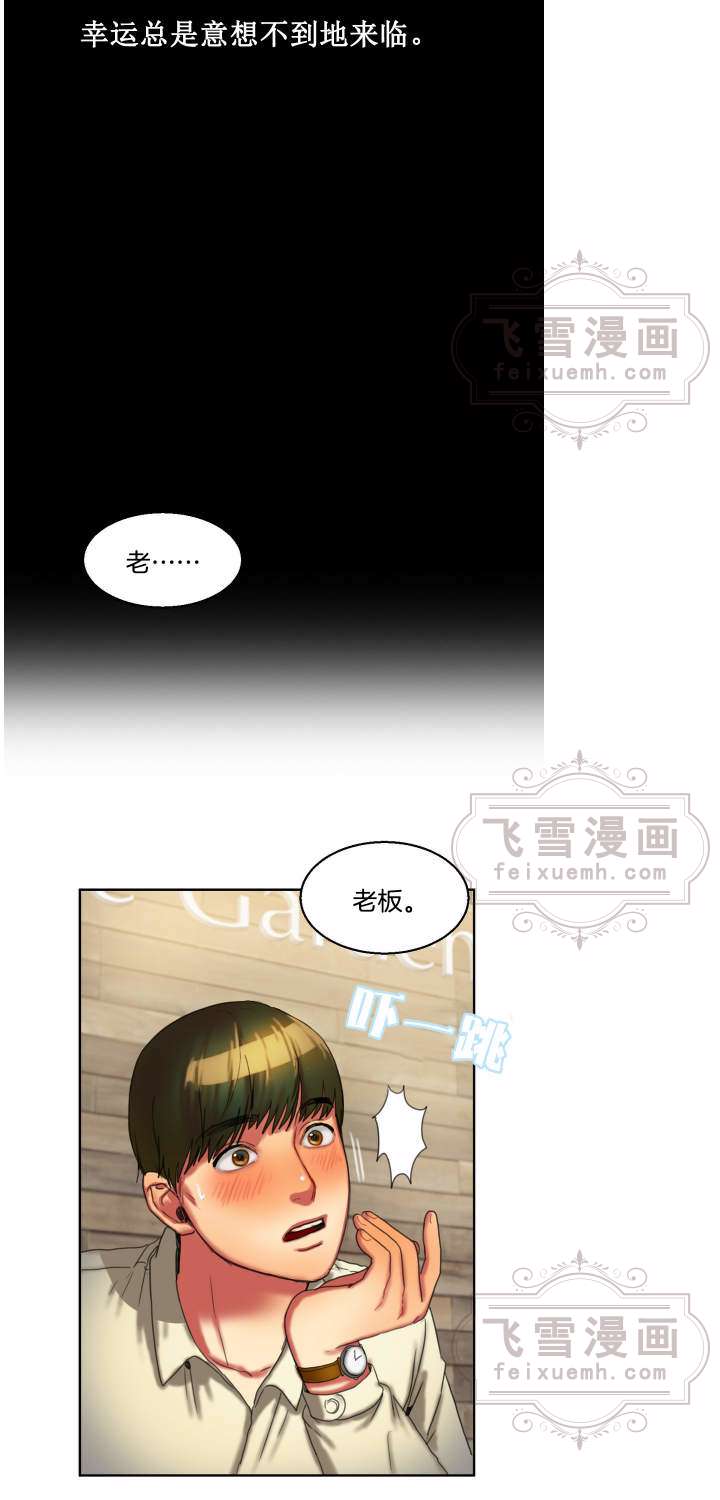 幸运总是意想不到地来临。
飞雪漫画
feixuemh.com
老……
飞雪漫画
feixuemh.com
老板。
Garden
吓一跳
飞雪漫画
feixuemh.com